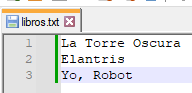 libros.txt
1 La Torre Oscura
2 Elantris
3 Yo, Robot